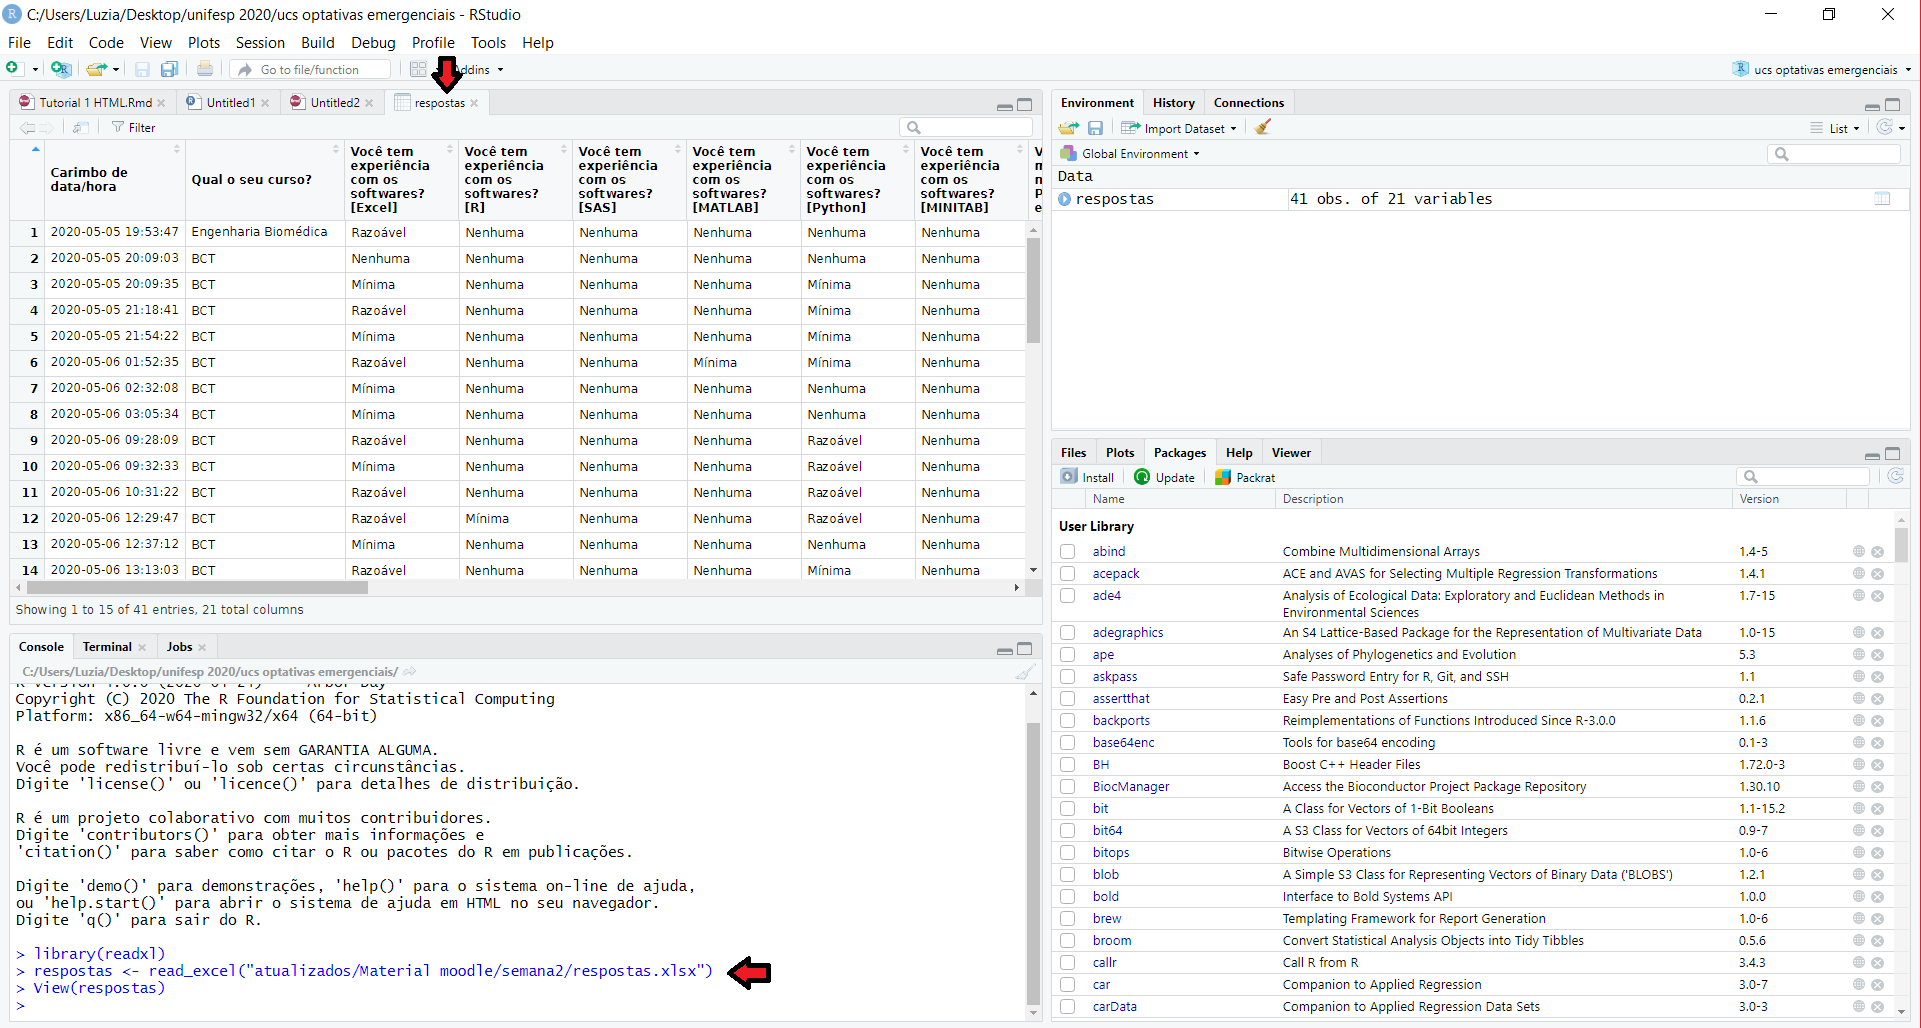 C:/Users/Luzia/Desktop/unifesp 2020/ucs optativas emergenciais - RStudio
File Edit Code View Plots Session Build Debug Profile Tools Help
Go to file/function
ddins
ucs optativas emergenciais
Tutorial 1 HTML.Rmd Untitled1 Untitled2 respostas
Filter
Carimbo de data/hora
Qual o seu curso?
Você tem experiência com os softwares? [Excel]
Você tem experiência com os softwares? [R]
Você tem experiência com os softwares? [SAS]
Você tem experiência com os softwares? [MATLAB]
Você tem experiência com os softwares? [Python]
Você tem experiência com os softwares? [MINITAB]
1 2020-05-05 19:53:47 Engenharia Biomédica Razoável Nenhuma Nenhuma Nenhuma Nenhuma Nenhuma
2 2020-05-05 20:09:03 BCT Nenhuma Nenhuma Nenhuma Nenhuma Nenhuma Nenhuma
3 2020-05-05 20:09:35 BCT Mínima Nenhuma Nenhuma Nenhuma Mínima Nenhuma
4 2020-05-05 21:18:41 BCT Razoável Nenhuma Nenhuma Nenhuma Mínima Nenhuma
5 2020-05-05 21:54:22 BCT Mínima Nenhuma Nenhuma Nenhuma Mínima Nenhuma
6 2020-05-06 01:52:35 BCT Razoável Nenhuma Nenhuma Mínima Mínima Nenhuma
7 2020-05-06 02:32:08 BCT Mínima Nenhuma Nenhuma Nenhuma Nenhuma Nenhuma
8 2020-05-06 03:05:34 BCT Mínima Nenhuma Nenhuma Nenhuma Nenhuma Nenhuma
9 2020-05-06 09:28:09 BCT Razoável Nenhuma Nenhuma Nenhuma Razoável Nenhuma
10 2020-05-06 09:32:33 BCT Mínima Nenhuma Nenhuma Nenhuma Razoável Nenhuma
11 2020-05-06 10:31:22 BCT Razoável Nenhuma Nenhuma Nenhuma Razoável Nenhuma
12 2020-05-06 12:29:47 BCT Razoável Mínima Nenhuma Nenhuma Razoável Nenhuma
13 2020-05-06 12:37:12 BCT Mínima Nenhuma Nenhuma Nenhuma Nenhuma Nenhuma
14 2020-05-06 13:13:03 BCT Razoável Nenhuma Nenhuma Nenhuma Mínima Nenhuma
Showing 1 to 15 of 41 entries, 21 total columns
Console Terminal Jobs
C:/Users/Luzia/Desktop/unifesp 2020/ucs optativas emergenciais/
Copyright (C) 2020 The R Foundation for Statistical Computing
Platform: x86_64-w64-mingw32/x64 (64-bit)
R é um software livre e vem sem GARANTIA ALGUMA.
Você pode redistribuí-lo sob certas circunstâncias.
Digite 'license()' ou 'licence()' para detalhes de distribuição.
R é um projeto colaborativo com muitos contribuidores.
Digite 'contributors()' para obter mais informações e
'citation()' para saber como citar o R ou pacotes do R em publicações.
Digite 'demo()' para demonstrações, 'help()' para o sistema on-line de ajuda,
ou 'help.start()' para abrir o sistema de ajuda em HTML no seu navegador.
Digite 'q()' para sair do R.
> library(readxl)
> respostas <- read_excel("atualizados/Material moodle/semana2/respostas.xlsx")
> View(respostas)
>
Environment History Connections
Import Dataset List
Global Environment
Data
respostas 41 obs. of 21 variables
Files Plots Packages Help Viewer
Install Update Packrat
Name Description Version
User Library
abind Combine Multidimensional Arrays 1.4-5
acepack ACE and AVAS for Selecting Multiple Regression Transformations 1.4.1
ade4 Analysis of Ecological Data: Exploratory and Euclidean Methods in 1.7-15
Environmental Sciences
adegraphics An S4 Lattice-Based Package for the Representation of Multivariate Data 1.0-15
ape Analyses of Phylogenetics and Evolution 5.3
askpass Safe Password Entry for R, Git, and SSH 1.1
assertthat Easy Pre and Post Assertions 0.2.1
backports Reimplementations of Functions Introduced Since R-3.0.0 1.1.6
base64enc Tools for base64 encoding 0.1-3
BH Boost C++ Header Files 1.72.0-3
BiocManager Access the Bioconductor Project Package Repository 1.30.10
bit A Class for Vectors of 1-Bit Booleans 1.1-15.2
bit64 A S3 Class for Vectors of 64bit Integers 0.9-7
bitops Bitwise Operations 1.0-6
blob A Simple S3 Class for Representing Vectors of Binary Data ('BLOBS') 1.2.1
bold Interface to Bold Systems API 1.0.0
brew Templating Framework for Report Generation 1.0-6
broom Convert Statistical Analysis Objects into Tidy Tibbles 0.5.6
callr Call R from R 3.4.3
car Companion to Applied Regression 3.0-7
carData Companion to Applied Regression Data Sets 3.0-3